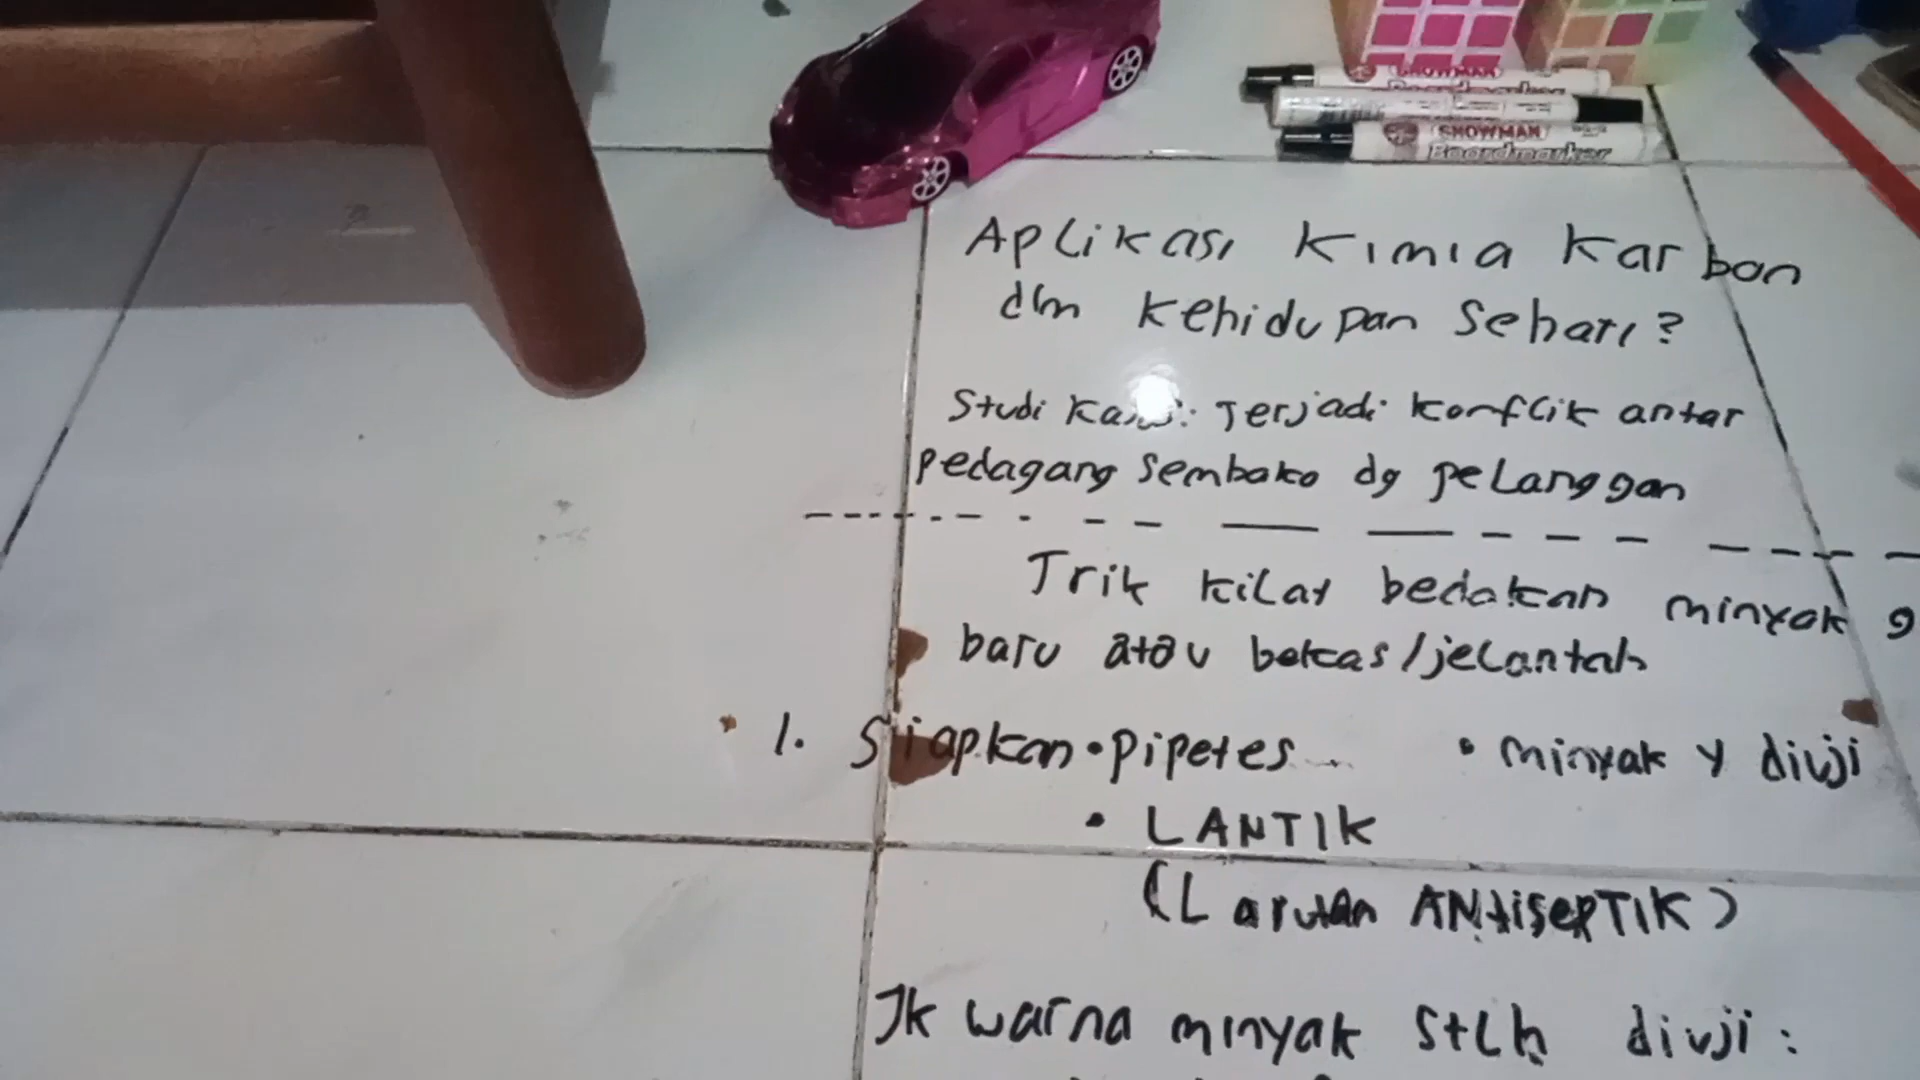 SNOWMAN
Boardmarker
SNOWMAN
Boardmarker
Aplikasi Kimia Karbon
dlm Kehidupan Sehari?
Studi Kasus: Terjadi konflik antar
pedagang sembako dg pelanggan
Trik kilat bedakan minyak g
baru atau bekas/jelantah
1. Siapkan • pipetes • minyak y diuji
• LANTIK
(Larutan ANtisepTIK)
Jk warna minyak stlh diuji: